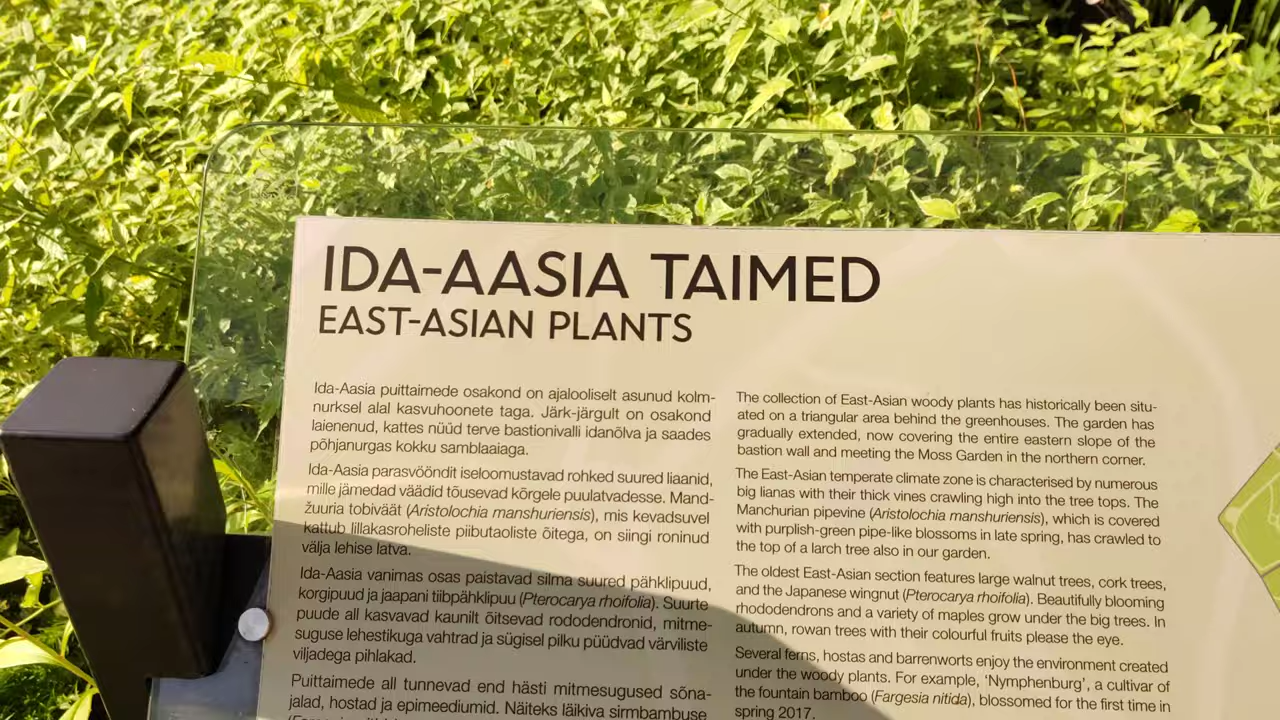 IDA-AASIA TAIMED
EAST-ASIAN PLANTS
Ida-Aasia puittaimede osakond on ajalooliselt asunud kolm-
nurksel alal kasvuhoonete taga. Järk-järgult on osakond
laienenud, kattes nüüd terve bastionivalli idanõlva ja saades
põhjanurgas kokku samblaaiaga.
Ida-Aasia parasvööndit iseloomustavad rohked suured liaanid,
mille jämedad väädid tõusevad kõrgele puulatvadesse. Mand-
žuuria tobiväät (Aristolochia manshuriensis), mis kevadsuvel
kattub lillakasroheliste piibutaoliste õitega, on siingi roninud
välja lehise latva.
Ida-Aasia vanimas osas paistavad silma suured pähklipuud,
korgipuud ja jaapani tiibpähklipuu (Pterocarya rhoifolia). Suurte
puude all kasvavad kaunilt õitsevad rododendronid, mitme-
suguse lehestikuga vahtrad ja sügisel pilku püüdvad värviliste
viljadega pihlakad.
Puittaimede all tunnevad end hästi mitmesugused sõna-
jalad, hostad ja epimeediumid. Näiteks läikiva sirmbambuse
The collection of East-Asian woody plants has historically been situ-
ated on a triangular area behind the greenhouses. The garden has
gradually extended, now covering the entire eastern slope of the
bastion wall and meeting the Moss Garden in the northern corner.
The East-Asian temperate climate zone is characterised by numerous
big lianas with their thick vines crawling high into the tree tops. The
Manchurian pipevine (Aristolochia manshuriensis), which is covered
with purplish-green pipe-like blossoms in late spring, has crawled to
the top of a larch tree also in our garden.
The oldest East-Asian section features large walnut trees, cork trees,
and the Japanese wingnut (Pterocarya rhoifolia). Beautifully blooming
rhododendrons and a variety of maples grow under the big trees. In
autumn, rowan trees with their colourful fruits please the eye.
Several ferns, hostas and barrenworts enjoy the environment created
under the woody plants. For example, ‘Nymphenburg’, a cultivar of
the fountain bamboo (Fargesia nitida), blossomed for the first time in
spring 2017.